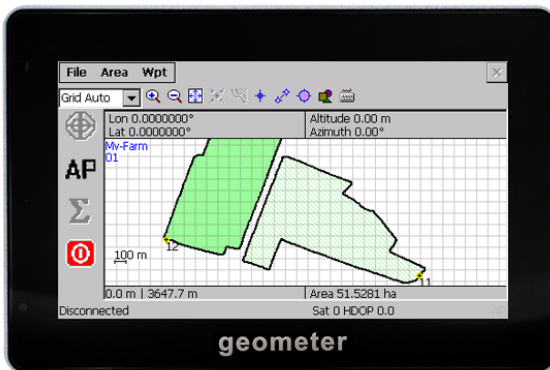 File Area Wpt
Grid Auto
Lon 0.0000000° Altitude 0.00 m
Lat 0.0000000° Azimuth 0.00°
My-Farm
01
AP
Σ
12
100 m
11
0.0 m | 3647.7 m Area 51.5281 ha
Disconnected Sat 0 HDOP 0.0 AP
geometer